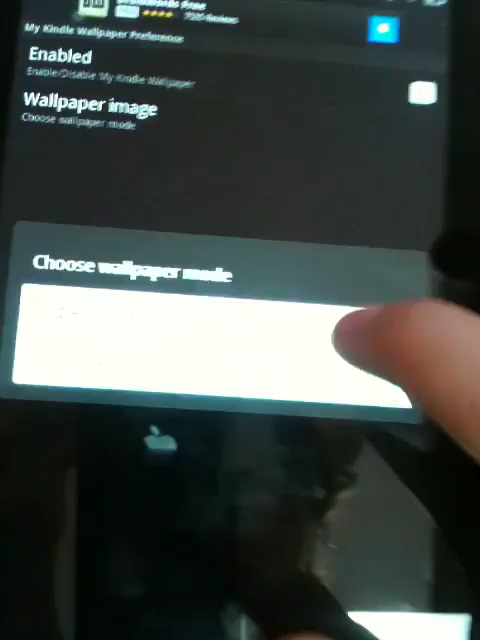 My Kindle Wallpaper Preference
Enabled
Enable/Disable My Kindle Wallpaper
Wallpaper image
Choose wallpaper mode
Choose wallpaper mode